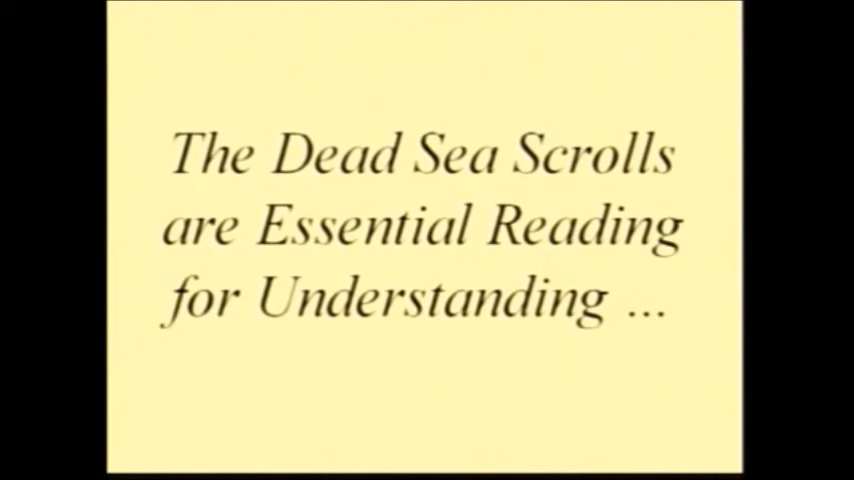 The Dead Sea Scrolls
are Essential Reading
for Understanding ...